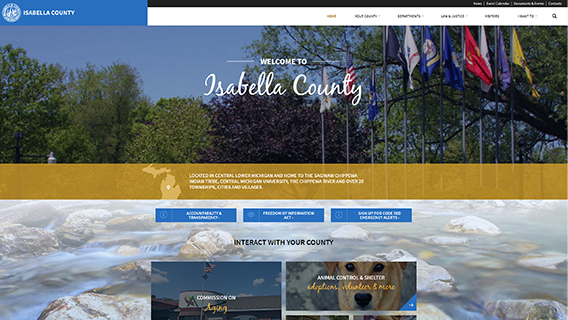 News | Event Calendar | Documents & Forms | Contacts
ISABELLA COUNTY
HOME YOUR COUNTY DEPARTMENTS LAW & JUSTICE VISITORS I WANT TO
WELCOME TO
Isabella County
LOCATED IN CENTRAL LOWER MICHIGAN AND HOME TO THE SAGINAW CHIPPEWA
INDIAN TRIBE, CENTRAL MICHIGAN UNIVERSITY, THE CHIPPEWA RIVER AND OVER 20
TOWNSHIPS, CITIES AND VILLAGES.
ACCOUNTABILITY &
TRANSPARENCY ›
FREEDOM OF INFORMATION
ACT ›
SIGN UP FOR CODE RED
EMERGENCY ALERTS ›
INTERACT WITH YOUR COUNTY
COMMISSION ON
Aging
ANIMAL CONTROL & SHELTER
adoptions, volunteer & more